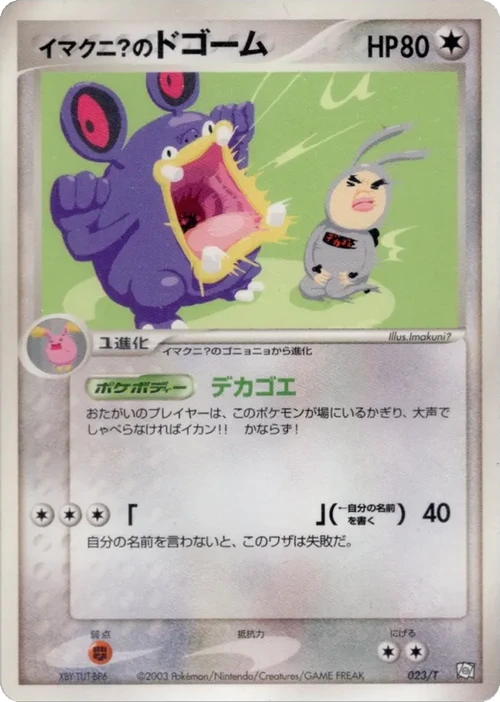 イマクニ?のドゴーム HP80
デカゴエ
Illus.Imakuni?
1進化
イマクニ?のゴニョニョから進化
ポケボディー デカゴエ
おたがいのプレイヤーは、このポケモンが場にいるかぎり、大声で
しゃべらなければイカン!! かならず!
「 」(←自分の名前を書く) 40
自分の名前を言わないと、このワザは失敗だ。
弱点 抵抗力 にげる
XBY-TUT-BP6 ©2003 Pokémon/Nintendo/Creatures/GAME FREAK 023/T